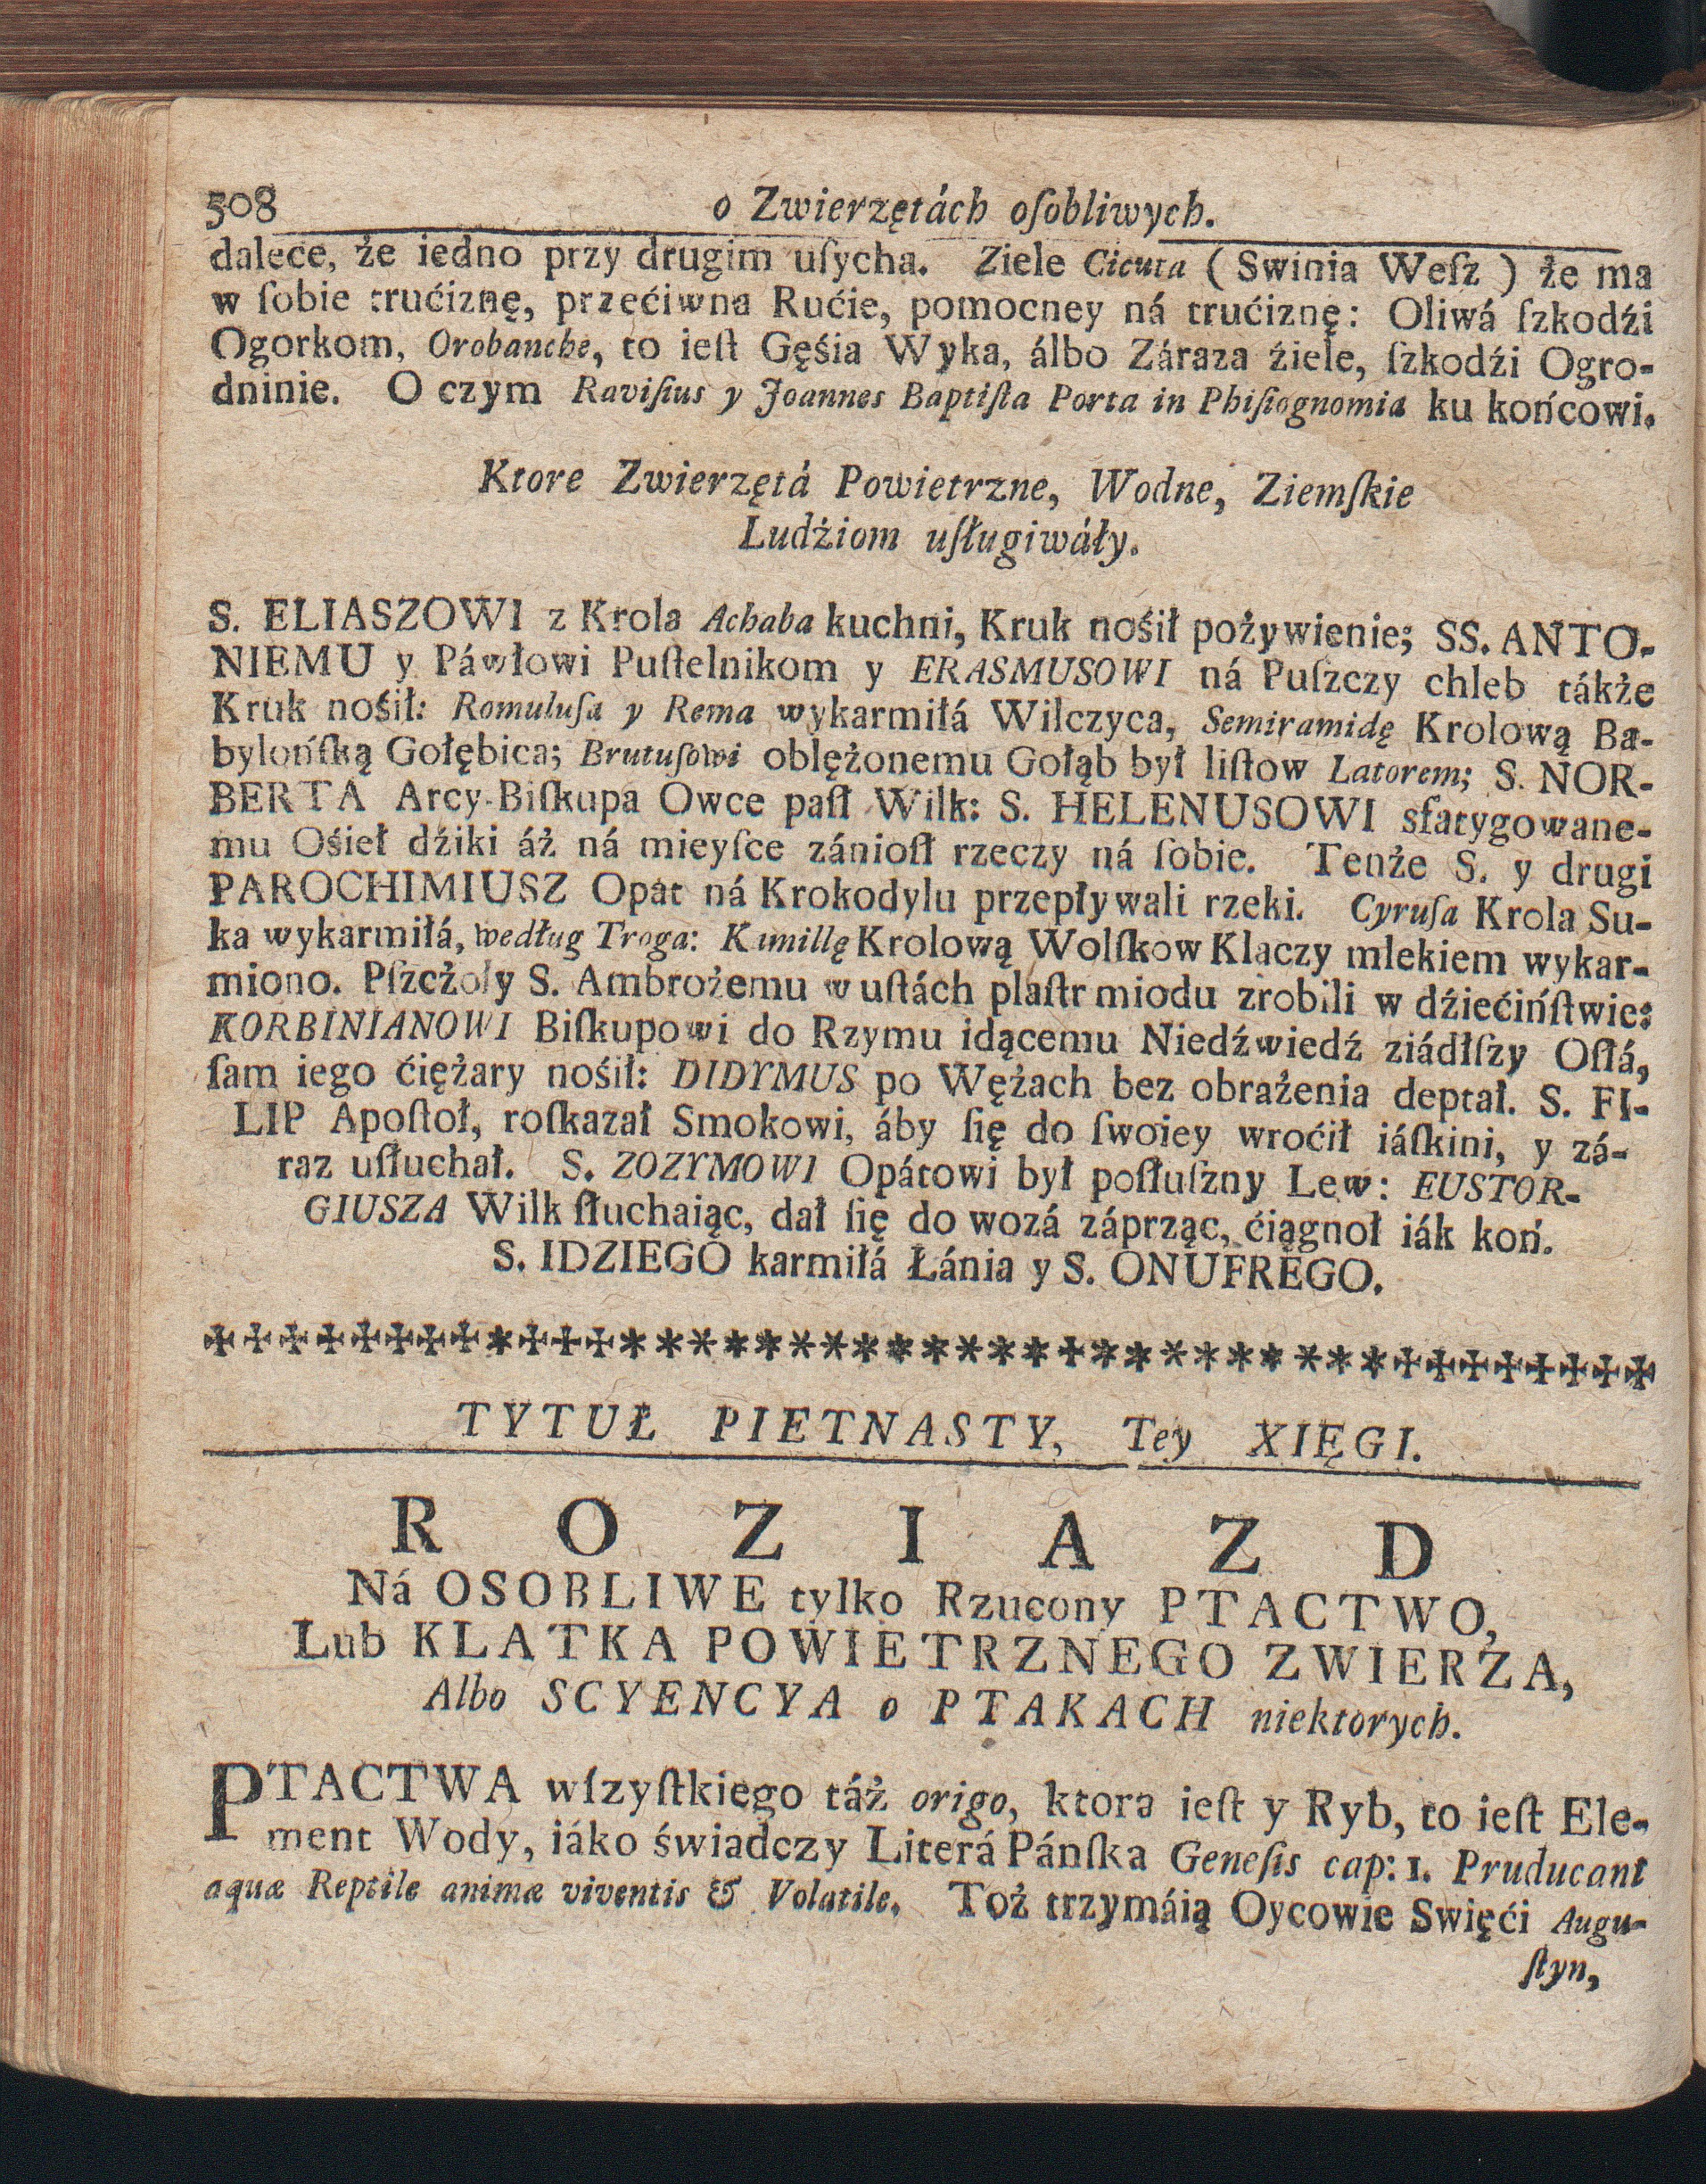 508 o Zwierzętách oſobliwych.
dalece, że iedno przy drugim uſycha. Ziele Cicuta ( Swinia Weſz ) że ma
w ſobie trućiznę, przećiwna Rućie, pomocney ná trućiznę: Oliwá ſzkodźi
Ogorkom, Orobanche, to ieſt Gęśia Wyka, álbo Záraza źiele, ſzkodźi Ogro-
dninie. O czym Raviſius y Joannes Baptiſta Porta in Phiſiognomia ku końcowi.
Ktore Zwierzętá Powietrzne, Wodne, Ziemſkie
Ludźiom uſługiwáły.
S. ELIASZOWI z Krola Achaba kuchni, Kruk nośił pożywienie; SS. ANTO-
NIEMU y Páwłowi Puſtelnikom y ERASMUSOWI ná Puſzczy chleb tákże
Kruk nośił: Romuluſa y Rema wykarmiłá Wilczyca, Semiramidę Krolową Ba-
bylońſką Gołębica; Brutuſowi oblężonemu Gołąb był liſtow Latorem; S. NOR-
BERTA Arcy-Biſkupa Owce paſł Wilk: S. HELENUSOWI sfatygowane-
mu Ośieł dźiki áż ná mieyſce zánioſł rzeczy ná ſobie. Tenże S. y drugi
PAROCHIMIUSZ Opat ná Krokodylu przepływali rzeki. Cyruſa Krola Su-
ka wykarmiłá, według Troga: Kimillę Krolową Wolſkow Klaczy mlekiem wykar-
miono. Pſzcżoły S. Ambrożemu w uſtách plaſtr miodu zrobili w dźiećińſtwie:
KORBINIANOWI Biſkupowi do Rzymu idącemu Niedźwiedź ziádłſzy Oſłá,
ſam iego ćiężary nośił: DIDYMUS po Wężach bez obrażenia deptał. S. FI-
LIP Apoſtoł, roſkazał Smokowi, áby ſię do ſwoiey wroćił iáſkini, y zá-
raz uſłuchał. S. ZOZYMOWI Opátowi był poſłuſzny Lew: EUSTOR-
GIUSZA Wilk ſłuchaiąc, dał ſię do wozá záprząc, ćiągnoł iák koń.
S. IDZIEGO karmiłá Łánia y S. ONUFREGO.
TYTUŁ PIETNASTY, Tey XIĘGI.
R O Z I A Z D
Ná OSOBLIWE tylko Rzucony PTACTWO,
Lub KLATKA POWIETRZNEGO ZWIERZA,
Albo SCYENCYA o PTAKACH niektorych.
PTACTWA wſzyſtkiego táż origo, ktora ieſt y Ryb, to ieſt Ele-
ment Wody, iáko świadczy Literá Pánſka Geneſis cap: 1. Pruducant
aquæ Reptile animæ viventis & Volatile. Toż trzymáią Oycowie Swięći Augu-
ſtyn,